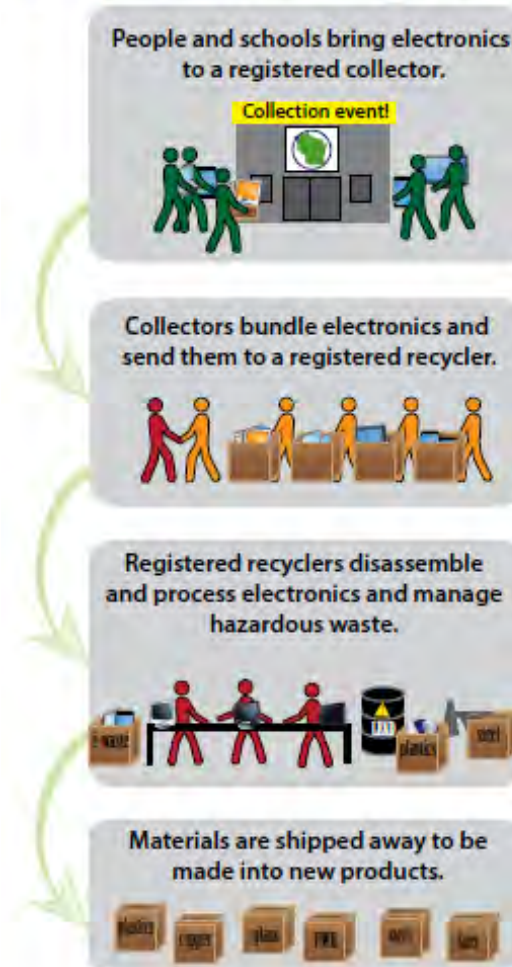 People and schools bring electronics
to a registered collector.
Collection event!
Collectors bundle electronics and
send them to a registered recycler.
Registered recyclers disassemble
and process electronics and manage
hazardous waste.
e-waste
plastics
steel
Materials are shipped away to be
made into new products.
plastics
copper
glass